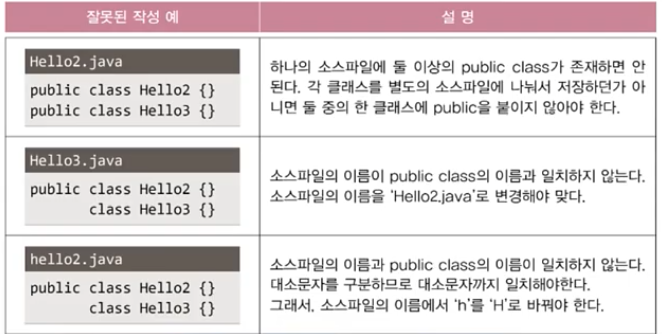 잘못된 작성 예
설 명
Hello2.java
public class Hello2 {}
public class Hello3 {}
하나의 소스파일에 둘 이상의 public class가 존재하면 안
된다. 각 클래스를 별도의 소스파일에 나눠서 저장하던가 아
니면 둘 중의 한 클래스에 public을 붙이지 않아야 한다.
Hello3.java
public class Hello2 {}
class Hello3 {}
소스파일의 이름이 public class의 이름과 일치하지 않는다.
소스파일의 이름을 ‘Hello2.java’로 변경해야 맞다.
hello2.java
public class Hello2 {}
class Hello3 {}
소스파일의 이름과 public class의 이름이 일치하지 않는다.
대소문자를 구분하므로 대소문자까지 일치해야한다.
그래서, 소스파일의 이름에서 ‘h’를 ‘H’로 바꿔야 한다.